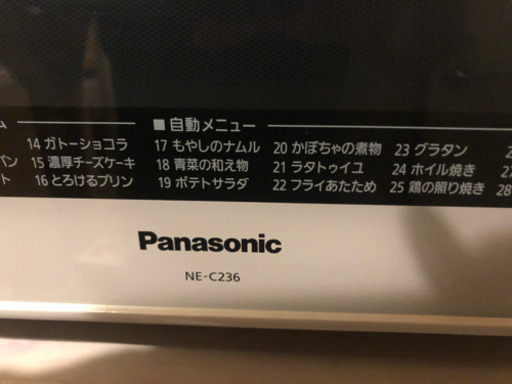 ム
■ 自動メニュー
14 ガトーショコラ 17 もやしのナムル 20 かぼちゃの煮物 23 グラタン
パン 15 濃厚チーズケーキ 18 青菜の和え物 21 ラタトゥイユ 24 ホイル焼き 27
ト 16 とろけるプリン 19 ポテトサラダ 22 フライあたため 25 鶏の照り焼き 28
Panasonic
NE-C236